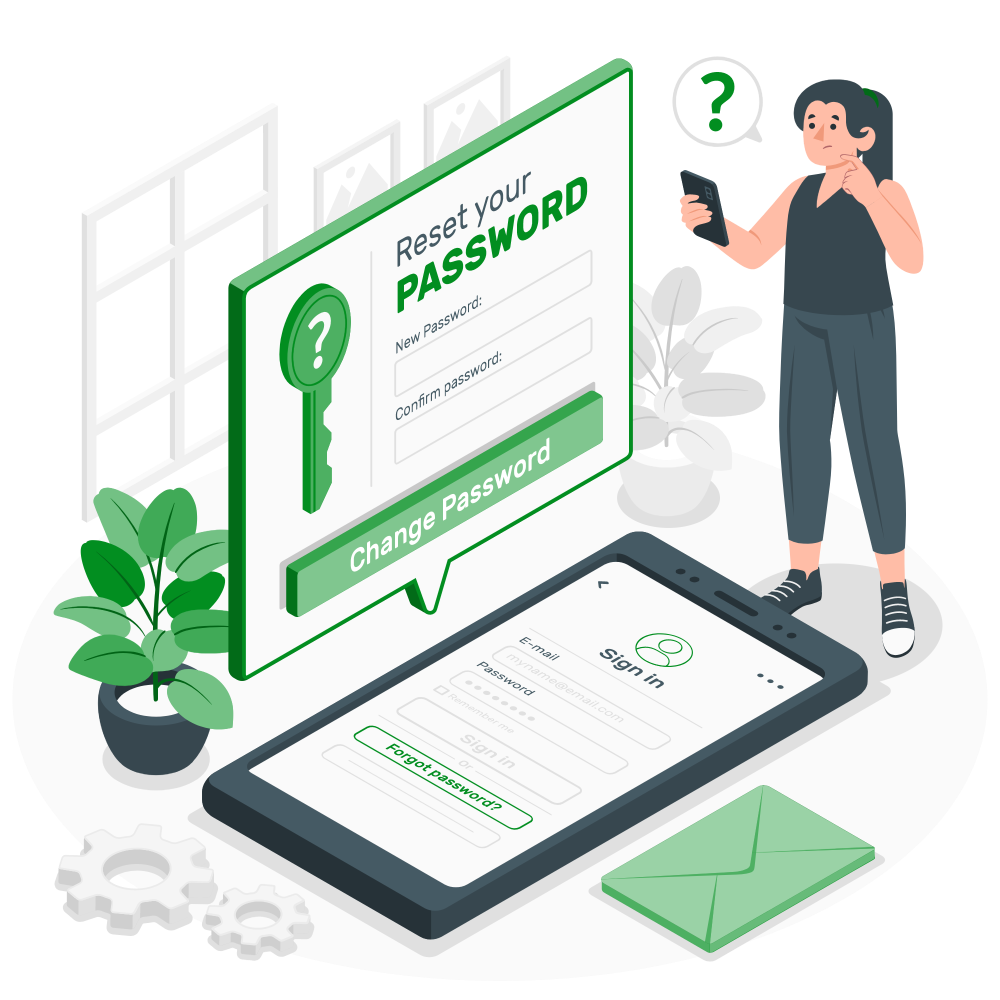 ?
Reset your
PASSWORD
?
New Password:
Confirm password:
Change Password
Sign in
E-mail
myname@email.com
Password
Remember me
Sign in
Or
Forgot password?